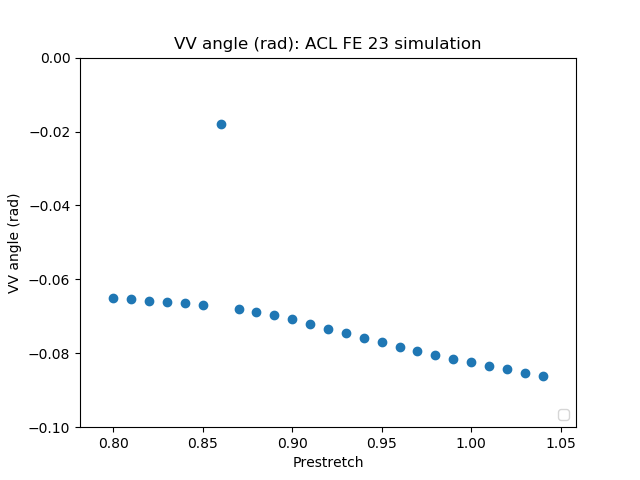 VV angle (rad): ACL FE 23 simulation
0.00
−0.02
−0.04
−0.06
−0.08
−0.10
VV angle (rad)
0.80 0.85 0.90 0.95 1.00 1.05
Prestretch